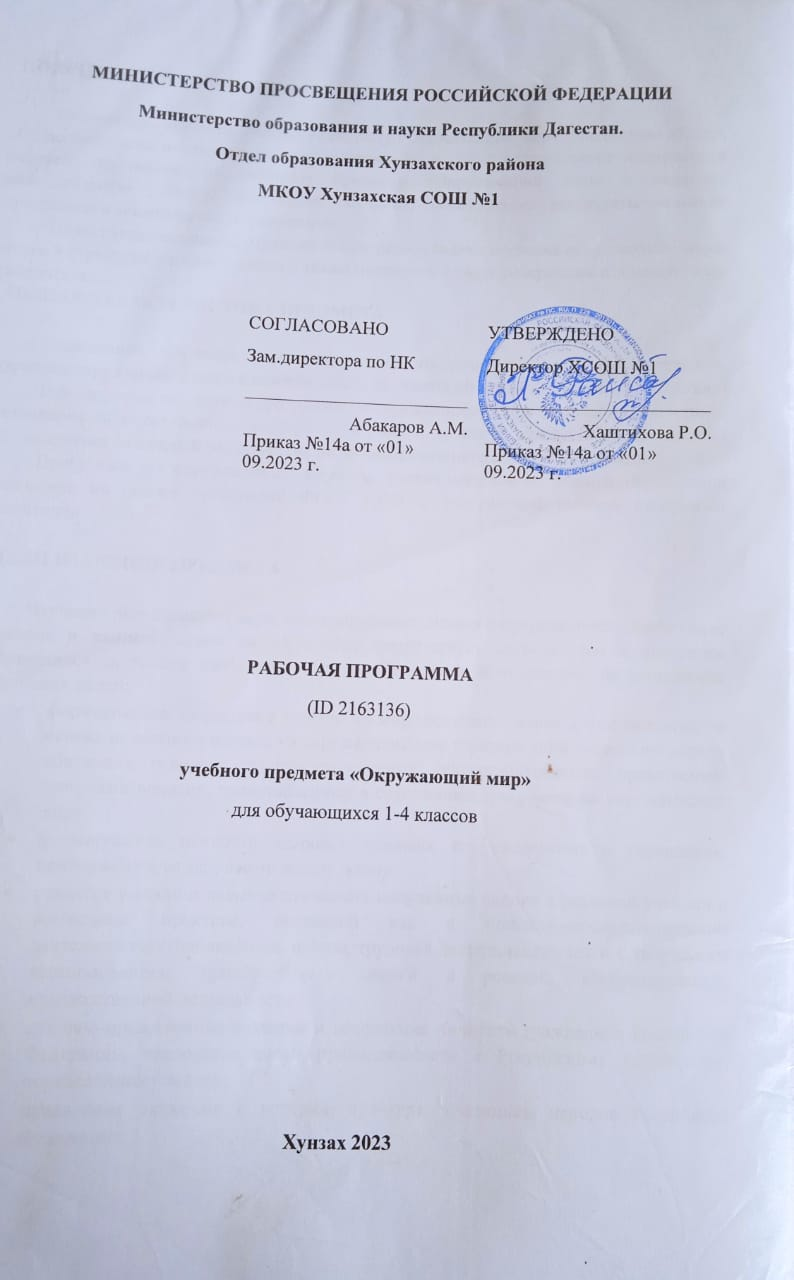 МИНИСТЕРСТВО ПРОСВЕЩЕНИЯ РОССИЙСКОЙ ФЕДЕРАЦИИ
Министерство образования и науки Республики Дагестан.
Отдел образования Хунзахского района
МКОУ Хунзахская СОШ №1
СОГЛАСОВАНО
Зам.директора по НК
Абакаров А.М.
Приказ №14а от «01»
09.2023 г.
УТВЕРЖДЕНО
Директор ХСОШ №1
Хаштихова Р.О.
Приказ №14а от «01»
09.2023 г.
РАБОЧАЯ ПРОГРАММА
(ID 2163136)
учебного предмета «Окружающий мир»
для обучающихся 1-4 классов
Хунзах 2023